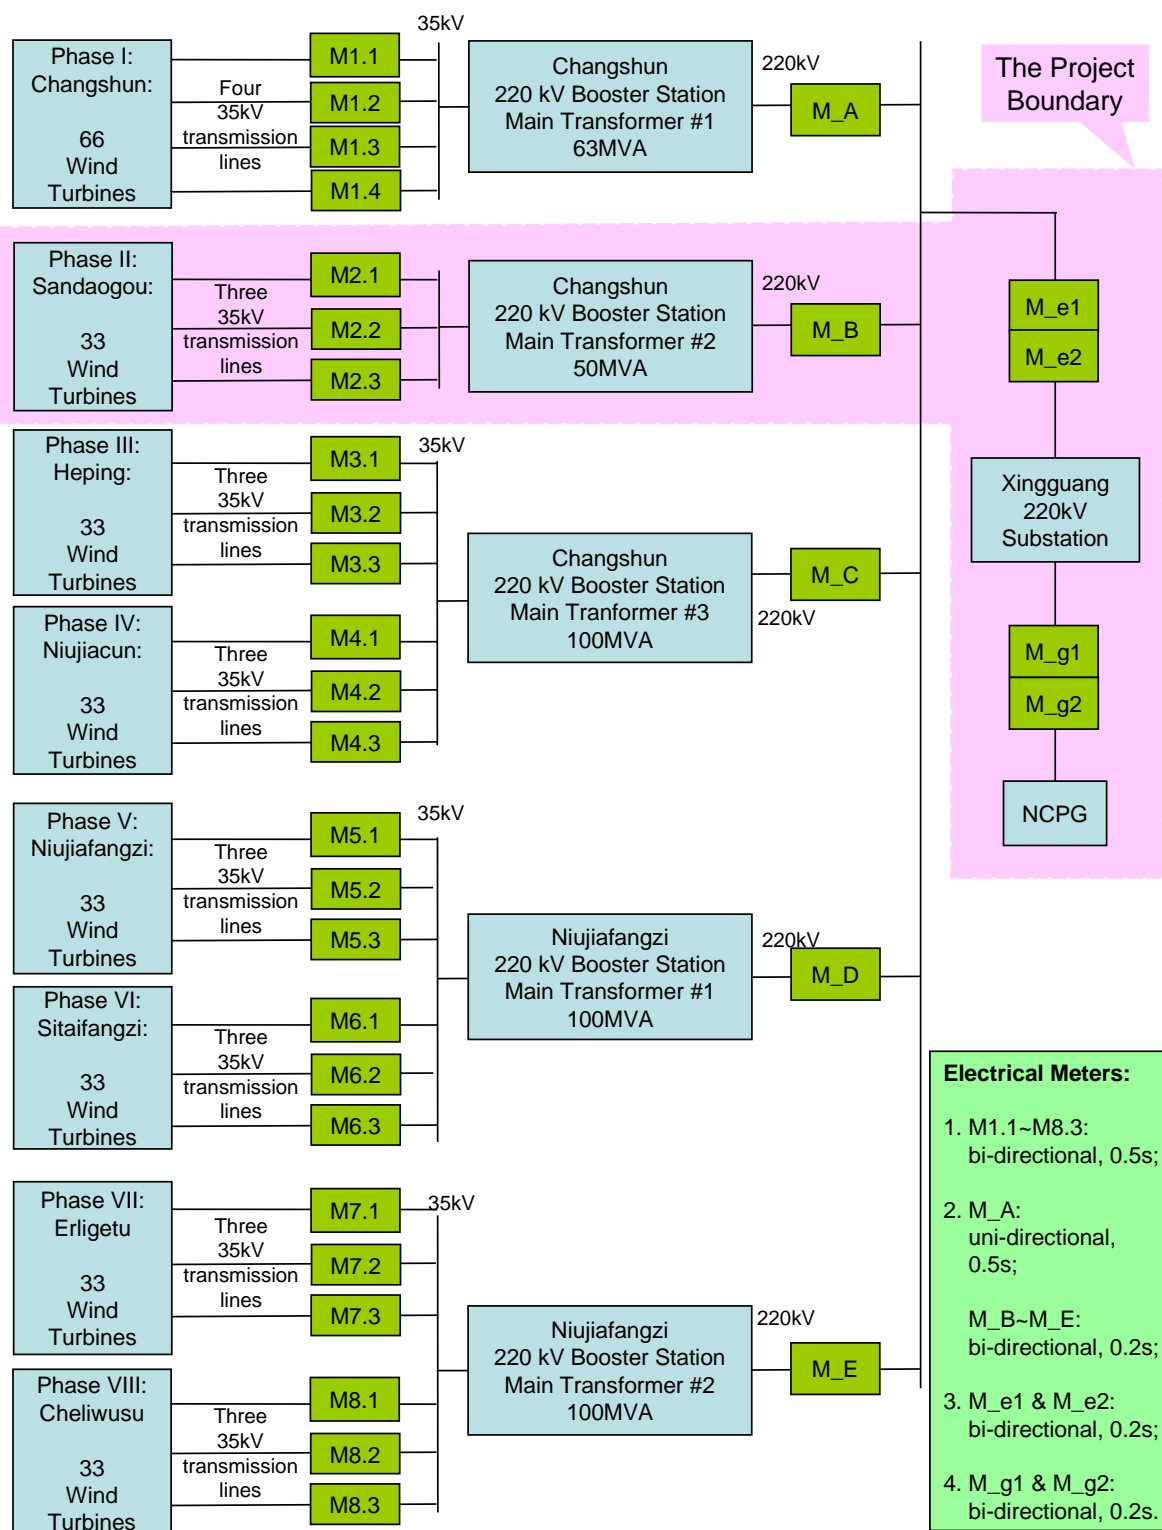 35kV
Phase I:
Changshun:
66
Wind
Turbines
Four
35kV
transmission
lines
M1.1
M1.2
M1.3
M1.4
Changshun
220 kV Booster Station
Main Transformer #1
63MVA
220kV
M_A
The Project
Boundary
Phase II:
Sandaogou:
33
Wind
Turbines
Three
35kV
transmission
lines
M2.1
M2.2
M2.3
Changshun
220 kV Booster Station
Main Transformer #2
50MVA
220kV
M_B
M_e1
M_e2
Xingguang
220kV
Substation
M_g1
M_g2
NCPG
Phase III:
Heping:
33
Wind
Turbines
Three
35kV
transmission
lines
M3.1
M3.2
M3.3
35kV
Changshun
220 kV Booster Station
Main Tranformer #3
100MVA
M_C
220kV
Phase IV:
Niujiacun:
33
Wind
Turbines
Three
35kV
transmission
lines
M4.1
M4.2
M4.3
Phase V:
Niujiafangzi:
33
Wind
Turbines
Three
35kV
transmission
lines
M5.1
M5.2
M5.3
35kV
Niujiafangzi
220 kV Booster Station
Main Transformer #1
100MVA
220kV
M_D
Phase VI:
Sitaifangzi:
33
Wind
Turbines
Three
35kV
transmission
lines
M6.1
M6.2
M6.3
Phase VII:
Erligetu
33
Wind
Turbines
Three
35kV
transmission
lines
M7.1
M7.2
M7.3
35kV
Niujiafangzi
220 kV Booster Station
Main Transformer #2
100MVA
220kV
M_E
Phase VIII:
Cheliwusu
33
Wind
Turbines
Three
35kV
transmission
lines
M8.1
M8.2
M8.3
Electrical Meters:
1. M1.1~M8.3:
bi-directional, 0.5s;
2. M_A:
uni-directional,
0.5s;
M_B~M_E:
bi-directional, 0.2s;
3. M_e1 & M_e2:
bi-directional, 0.2s;
4. M_g1 & M_g2:
bi-directional, 0.2s.